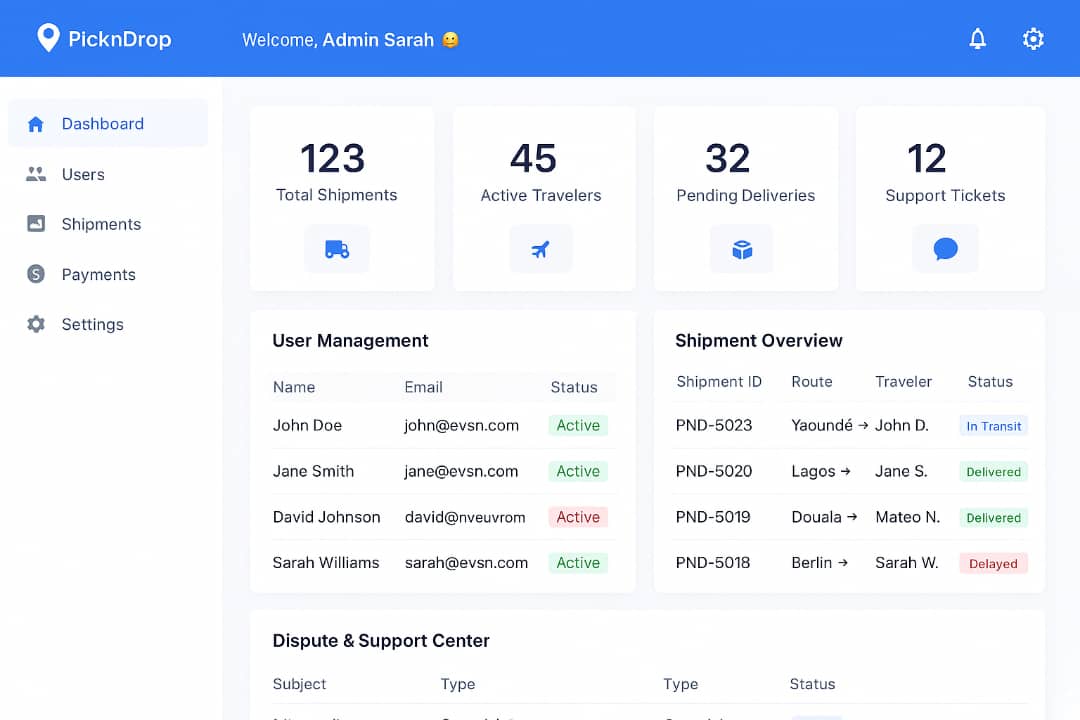 PicknDrop
Welcome, Admin Sarah 🙂
Dashboard
Users
Shipments
Payments
Settings
123
Total Shipments
45
Active Travelers
32
Pending Deliveries
12
Support Tickets
User Management
Name Email Status
John Doe john@evsn.com Active
Jane Smith jane@evsn.com Active
David Johnson david@nveuvrom Active
Sarah Williams sarah@evsn.com Active
Shipment Overview
Shipment ID Route Traveler Status
PND-5023 Yaoundé → John D. In Transit
PND-5020 Lagos → Jane S. Delivered
PND-5019 Douala → Mateo N. Delivered
PND-5018 Berlin → Sarah W. Delayed
Dispute & Support Center
Subject Type Type Status